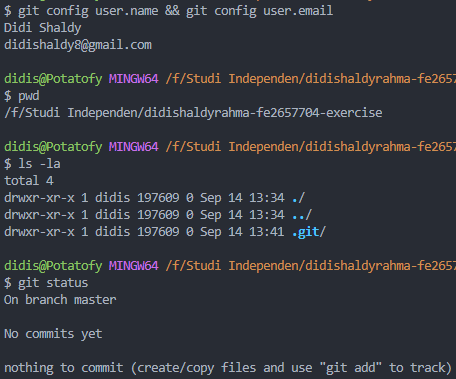 $ git config user.name && git config user.email
Didi Shaldy
didishaldy8@gmail.com
didis@Potatofy MINGW64 /f/Studi Independen/didishaldyrahma-fe2657
$ pwd
/f/Studi Independen/didishaldyrahma-fe2657704-exercise
didis@Potatofy MINGW64 /f/Studi Independen/didishaldyrahma-fe2657
$ ls -la
total 4
drwxr-xr-x 1 didis 197609 0 Sep 14 13:34 ./
drwxr-xr-x 1 didis 197609 0 Sep 14 13:34 ../
drwxr-xr-x 1 didis 197609 0 Sep 14 13:41 .git/
didis@Potatofy MINGW64 /f/Studi Independen/didishaldyrahma-fe2657
$ git status
On branch master
No commits yet
nothing to commit (create/copy files and use "git add" to track)